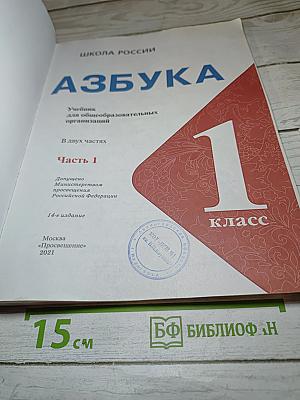 ШКОЛА РОССИИ
АЗБУКА
Учебник
для общеобразовательных
организаций
В двух частях
Часть 1
Допущено
Министерством
просвещения
Российской Федерации
14-е издание
Москва
«Просвещение»
2021
1
класс
15 см
БФ БИБЛИОФ